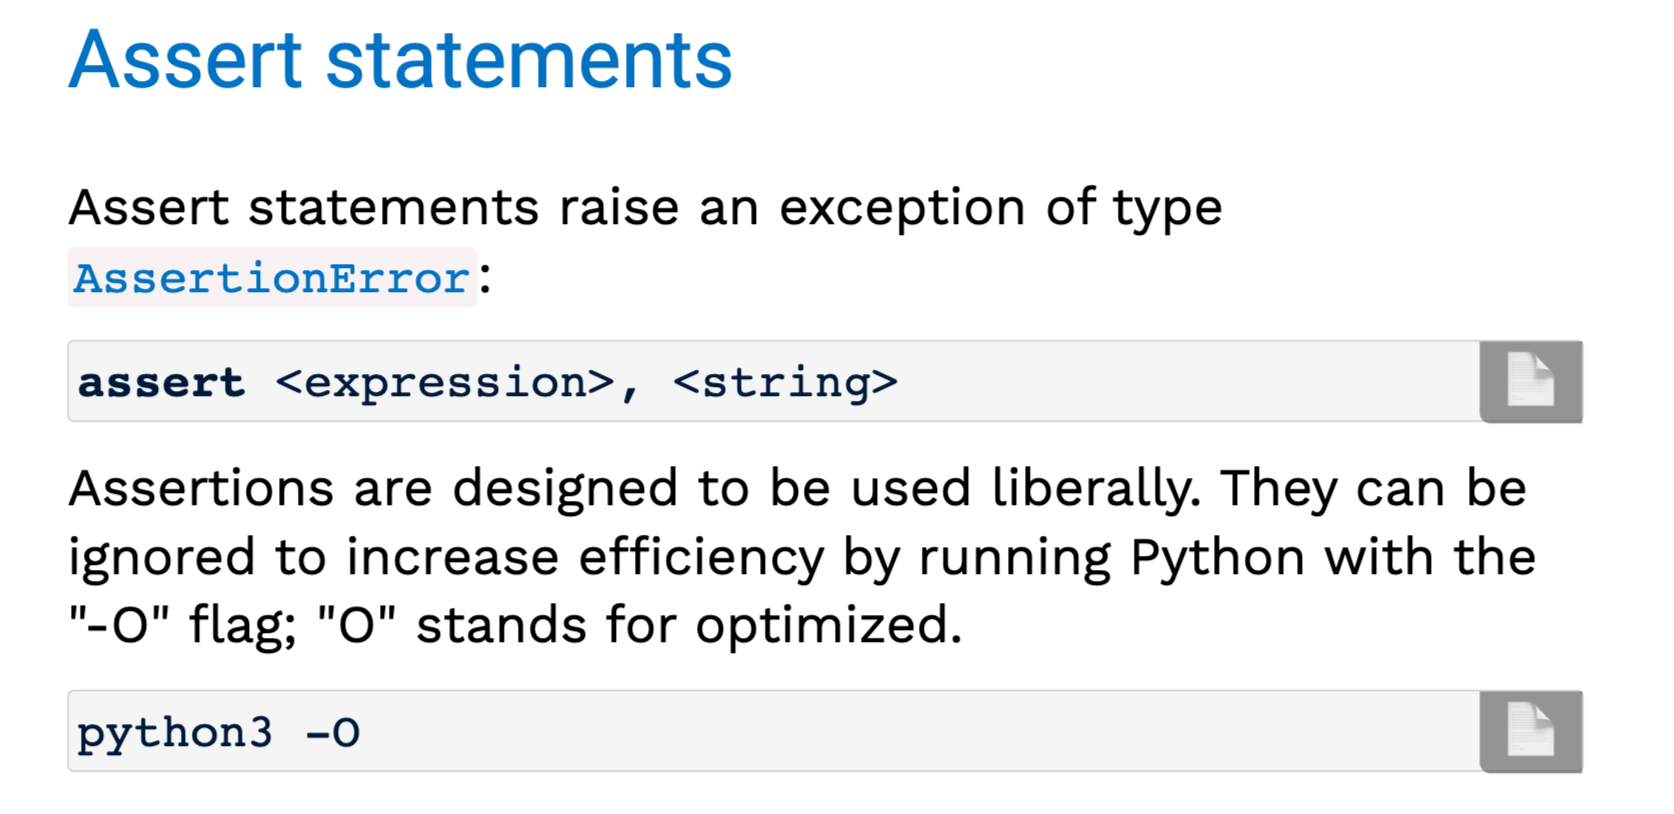 Assert statements
Assert statements raise an exception of type
AssertionError:
assert <expression>, <string>
Assertions are designed to be used liberally. They can be
ignored to increase efficiency by running Python with the
"-O" flag; "O" stands for optimized.
python3 -O